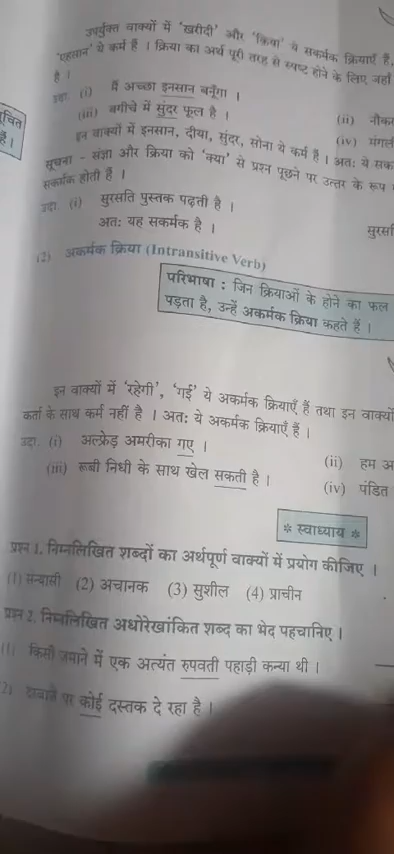 उपर्युक्त वाक्यों में 'खरीदी' और 'किया' ये सकर्मक क्रियाएँ हैं,
'एहसान' ये कर्म हैं । क्रिया का अर्थ पूरी तरह से स्पष्ट होने के लिए जहाँ
है ।
उदा. (i) मैं अच्छा इनसान बनूँगा ।
(ii)
(iii) बगीचे में सुंदर फूल है ।
(iv)
इन वाक्यों में इनसान, दीया, सुंदर, सोना ये कर्म हैं । अतः ये
सूचना - संज्ञा और क्रिया को 'क्या' से प्रश्न पूछने पर उत्तर के रूप
सकर्मक होती हैं ।
उदा. (i) सुरसति पुस्तक पढ़ती है ।
अतः यह सकर्मक है ।
(2) अकर्मक क्रिया (Intransitive Verb)
परिभाषा : जिन क्रियाओं के होने का फल
पड़ता है, उन्हें अकर्मक क्रिया कहते हैं ।
इन वाक्यों में 'रहेगी', 'गई' ये अकर्मक क्रियाएँ हैं तथा इन वाक्यों
कर्ता के साथ कर्म नहीं है । अतः ये अकर्मक क्रियाएँ हैं ।
उदा. (i) अल्फ्रेड अमरीका गए ।
(ii) हम
(iii) रूबी निधी के साथ खेल सकती है ।
(iv) पंडित
* स्वाध्याय *
प्रश्न 1. निम्नलिखित शब्दों का अर्थपूर्ण वाक्यों में प्रयोग कीजिए ।
(1) सन्यासी (2) अचानक (3) सुशील (4) प्राचीन
प्रश्न 2. निम्नलिखित अधोरेखांकित शब्द का भेद पहचानिए ।
(1) किसी जमाने में एक अत्यंत रुपवती पहाड़ी कन्या थी ।
2) दरवाजे पर कोई दस्तक दे रहा है ।